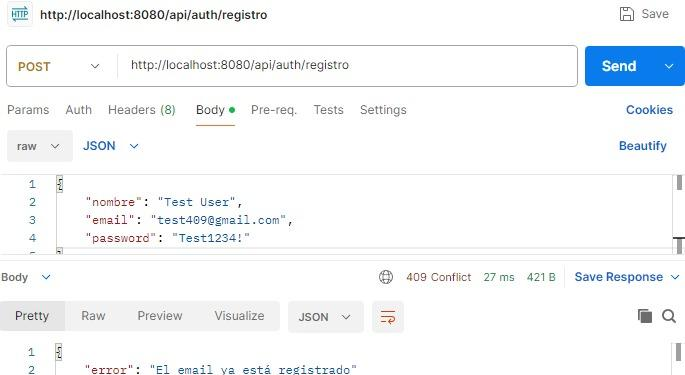 HTTP http://localhost:8080/api/auth/registro Save
POST http://localhost:8080/api/auth/registro Send
Params Auth Headers (8) Body Pre-req. Tests Settings Cookies
raw JSON Beautify
1 {
2 "nombre": "Test User",
3 "email": "test409@gmail.com",
4 "password": "Test1234!"
5 }
Body 409 Conflict 27 ms 421 B Save Response
Pretty Raw Preview Visualize JSON
1 {
2 "error": "El email ya está registrado"